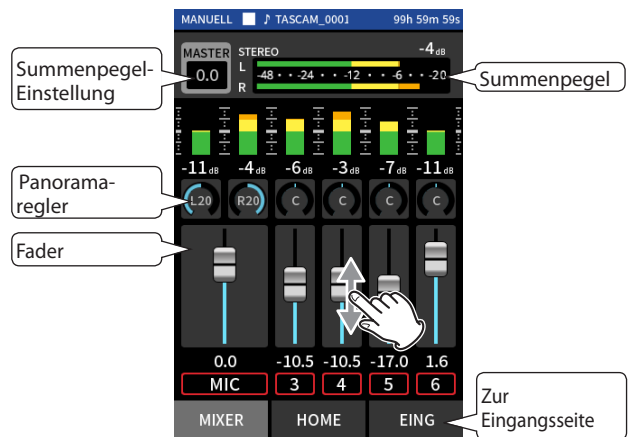 MANUELL ♪ TASCAM_0001 99h 59m 59s
MASTER STEREO -4dB
0.0 L
-48 · · -24 · · -12 · · -6 · · -20
R
Summenpegel-
Einstellung
Summenpegel
-11dB -4dB -6dB -3dB -7dB -11dB
Panorama-
regler
L20 R20 C C C C
Fader
0.0 -10.5 -10.5 -17.0 1.6
MIC 3 4 5 6
Zur
Eingangsseite
MIXER HOME EING